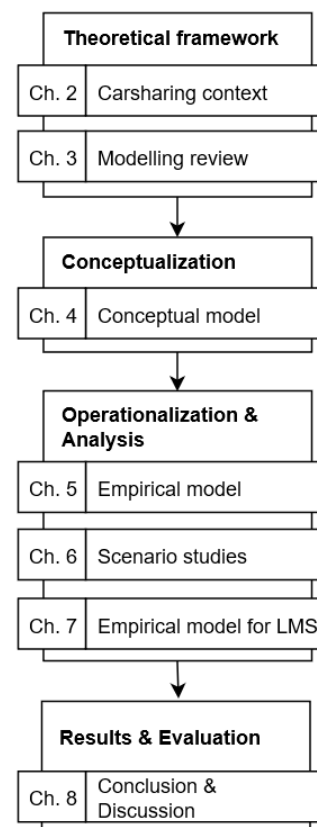 Theoretical framework
Ch. 2 Carsharing context
Ch. 3 Modelling review
Conceptualization
Ch. 4 Conceptual model
Operationalization &
Analysis
Ch. 5 Empirical model
Ch. 6 Scenario studies
Ch. 7 Empirical model for LMS
Results & Evaluation
Ch. 8 Conclusion &
Discussion